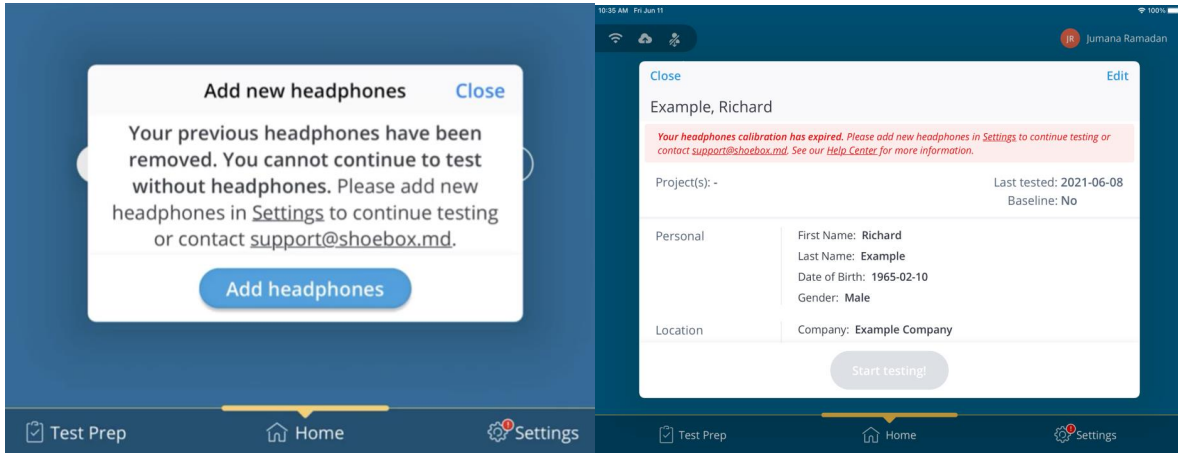 Add new headphones
Close
Your previous headphones have been
removed. You cannot continue to test
without headphones. Please add new
headphones in Settings to continue testing
or contact support@shoebox.md.
Add headphones
Test Prep
Home
Settings
10:35 AM Fri Jun 11
100%
JR Jumana Ramadan
Close
Edit
Example, Richard
Your headphones calibration has expired. Please add new headphones in Settings to continue testing or
contact support@shoebox.md. See our Help Center for more information.
Project(s): -
Last tested: 2021-06-08
Baseline: No
Personal
First Name: Richard
Last Name: Example
Date of Birth: 1965-02-10
Gender: Male
Location
Company: Example Company
Start testing!
Test Prep
Home
Settings